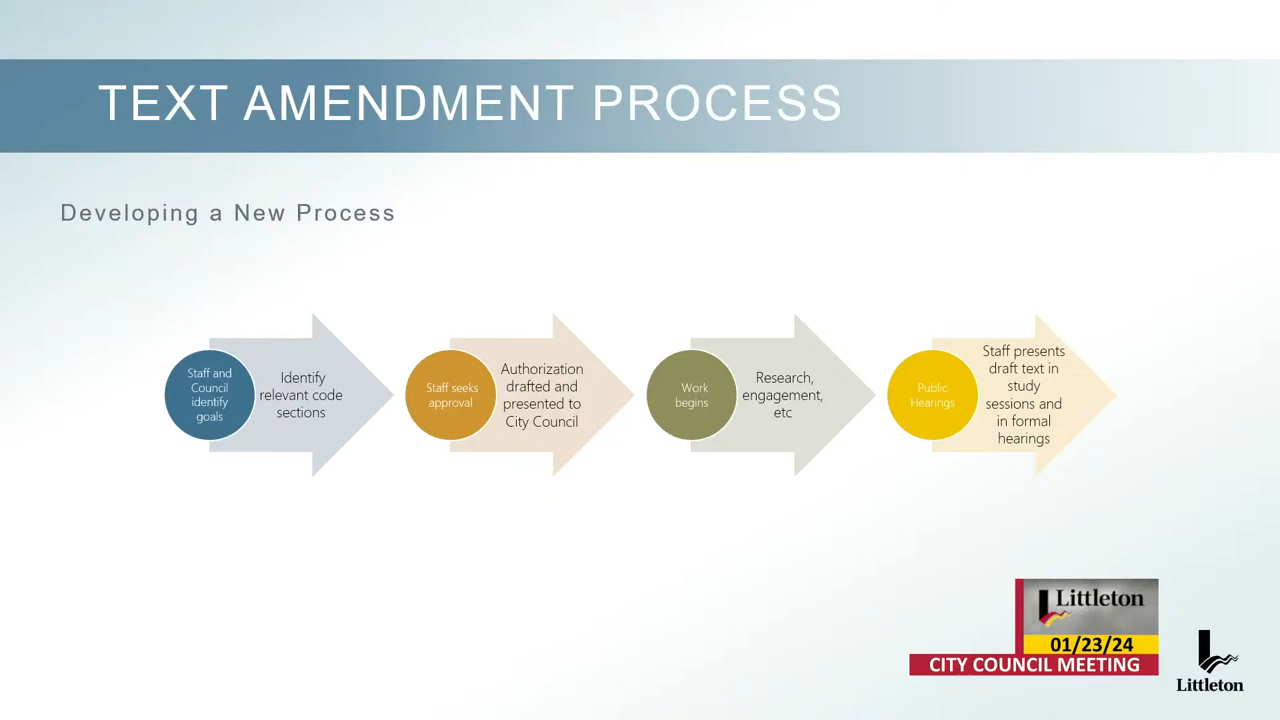 TEXT AMENDMENT PROCESS
Developing a New Process
Staff and
Council
identify
goals
Identify
relevant code
sections
Staff seeks
approval
Authorization
drafted and
presented to
City Council
Work
begins
Research,
engagement,
etc
Public
Hearings
Staff presents
draft text in
study
sessions and
in formal
hearings
Littleton
01/23/24
CITY COUNCIL MEETING
Littleton